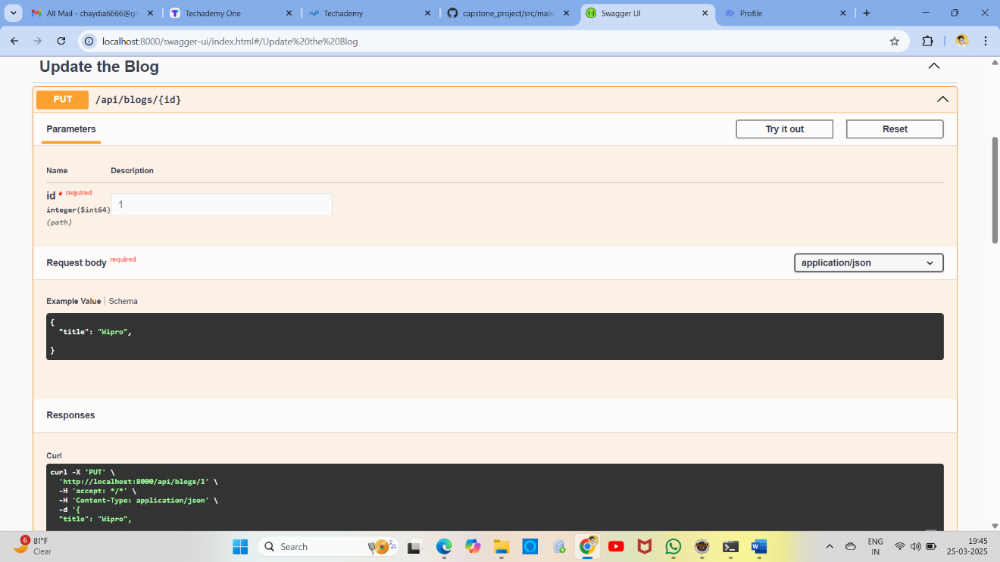 All Mail - chaydia6666@gm
Techademy One
Techademy
capstone_project/src/main.
Swagger UI
Profile
localhost:8000/swagger-ui/index.html#/Update%20the%20Blog
Update the Blog
PUT /api/blogs/{id}
Parameters
Try it out
Reset
Name Description
id * required
integer($int64)
(path)
1
Request body required
application/json
Example Value | Schema
{
"title": "Wipro",
}
Responses
Curl
curl -X 'PUT' \
'http://localhost:8000/api/blogs/1' \
-H 'accept: */*' \
-H 'Content-Type: application/json' \
-d '{
"title": "Wipro",
6
81°F
Clear
Search
ENG
IN
19:45
25-03-2025